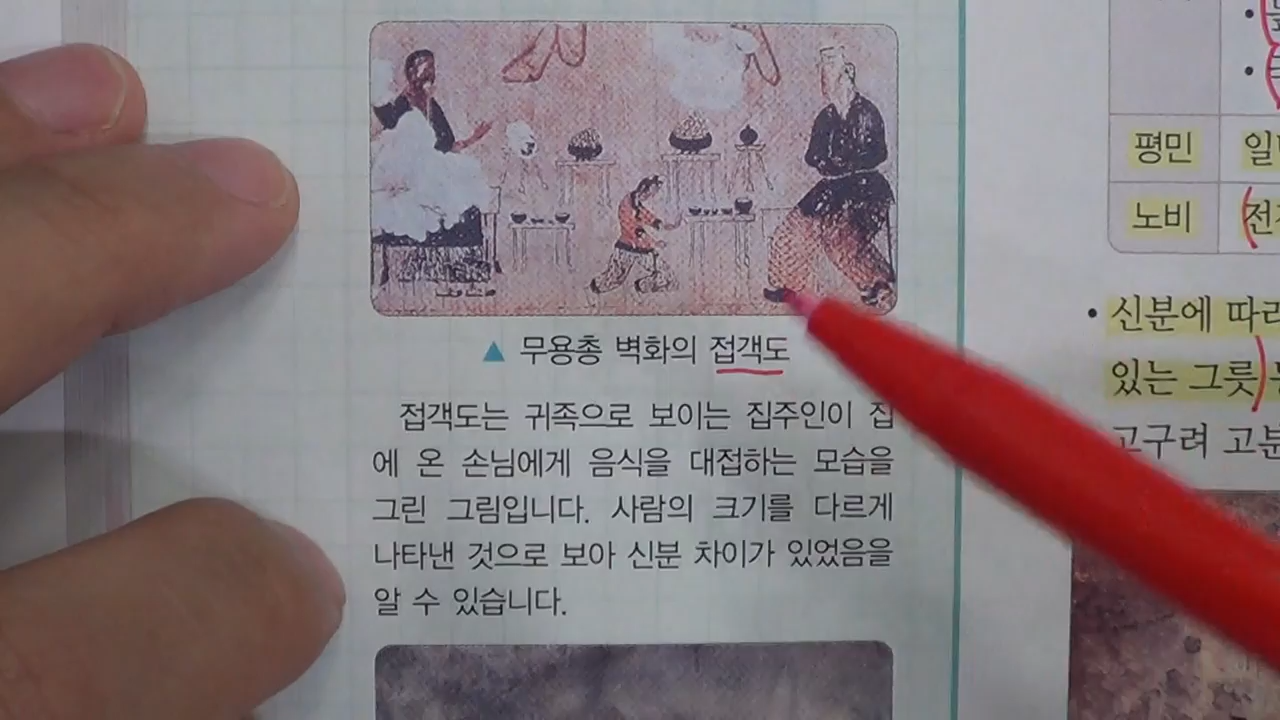 ▲ 무용총 벽화의 접객도
접객도는 귀족으로 보이는 집주인이 집
에 온 손님에게 음식을 대접하는 모습을
그린 그림입니다. 사람의 크기를 다르게
나타낸 것으로 보아 신분 차이가 있었음을
알 수 있습니다.
평민
노비
• 신분에 따라
있는 그릇
고구려 고분